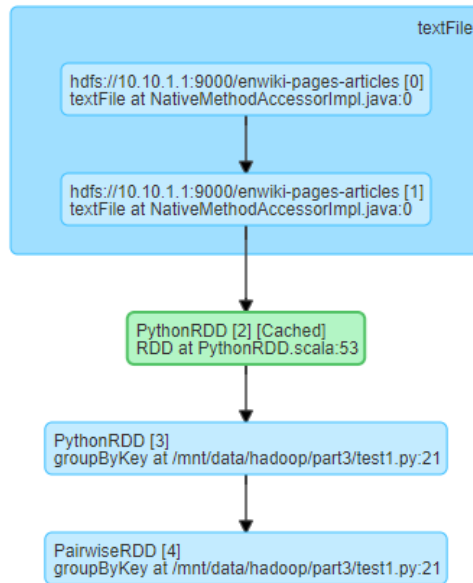 textFile
hdfs://10.10.1.1:9000/enwiki-pages-articles [0]
textFile at NativeMethodAccessorImpl.java:0
hdfs://10.10.1.1:9000/enwiki-pages-articles [1]
textFile at NativeMethodAccessorImpl.java:0
PythonRDD [2] [Cached]
RDD at PythonRDD.scala:53
PythonRDD [3]
groupByKey at /mnt/data/hadoop/part3/test1.py:21
PairwiseRDD [4]
groupByKey at /mnt/data/hadoop/part3/test1.py:21